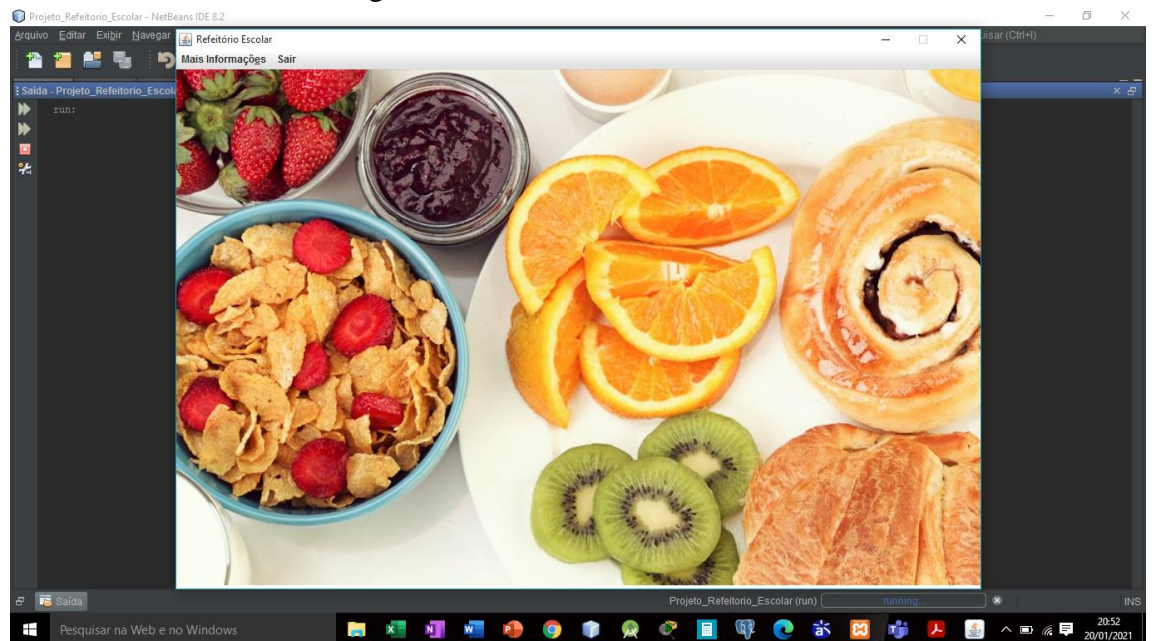 Projeto_Refeitorio_Escolar - NetBeans IDE 8.2
Arquivo Editar Exibir Navegar
Refeitório Escolar
uisar (Ctrl+I)
Mais Informações Sair
Saída - Projeto_Refeitorio_Escol
run:
Saída
Projeto_Refeitorio_Escolar (run)
running...
INS
Pesquisar na Web e no Windows
20:52
20/01/2021